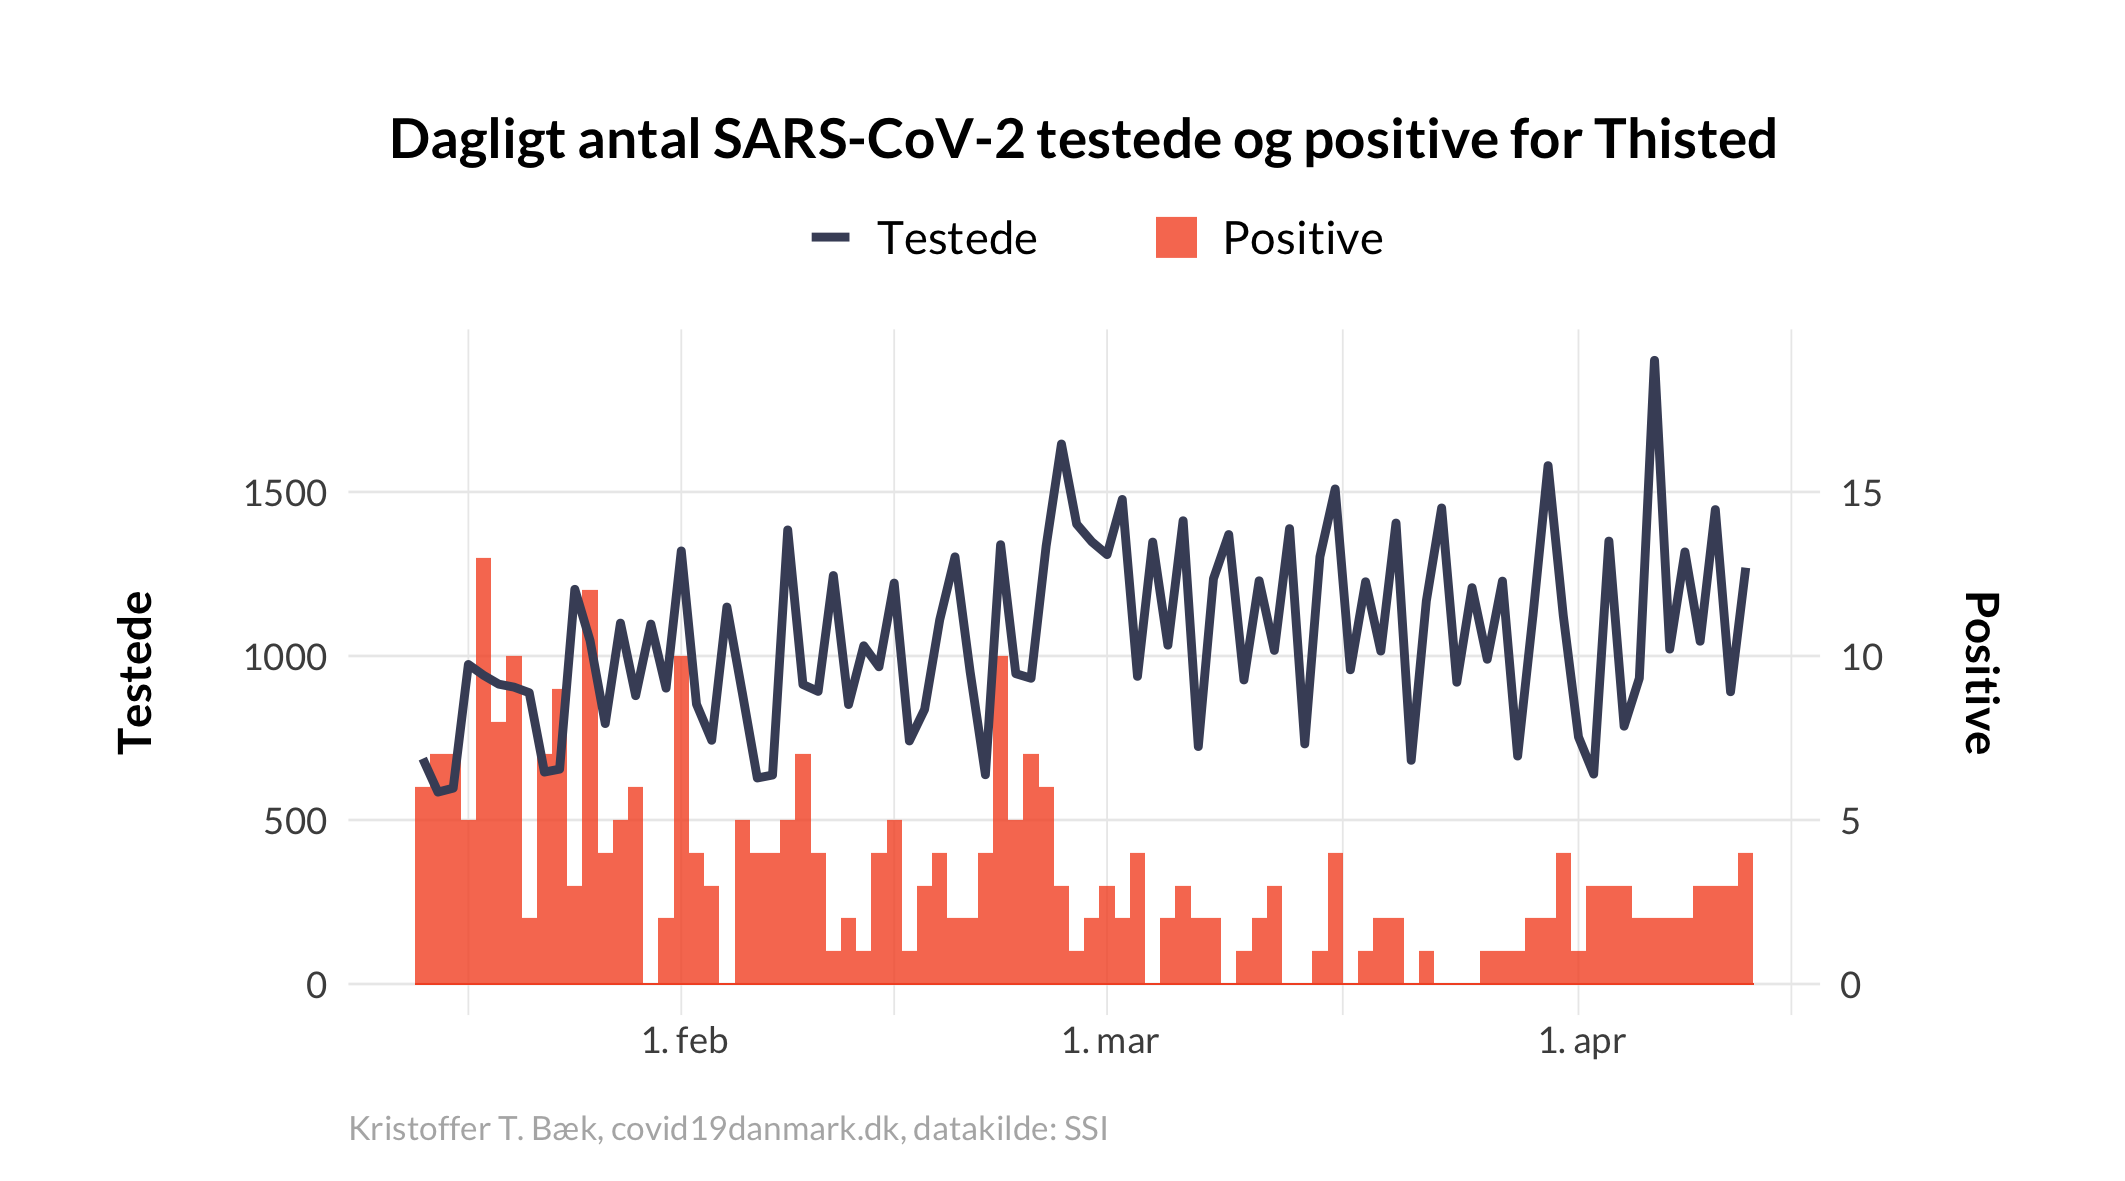 Dagligt antal SARS-CoV-2 testede og positive for Thisted
Testede Positive
Testede
1500
1000
500
0
15
10
5
0
Positive
1. feb 1. mar 1. apr
Kristoffer T. Bæk, covid19danmark.dk, datakilde: SSI